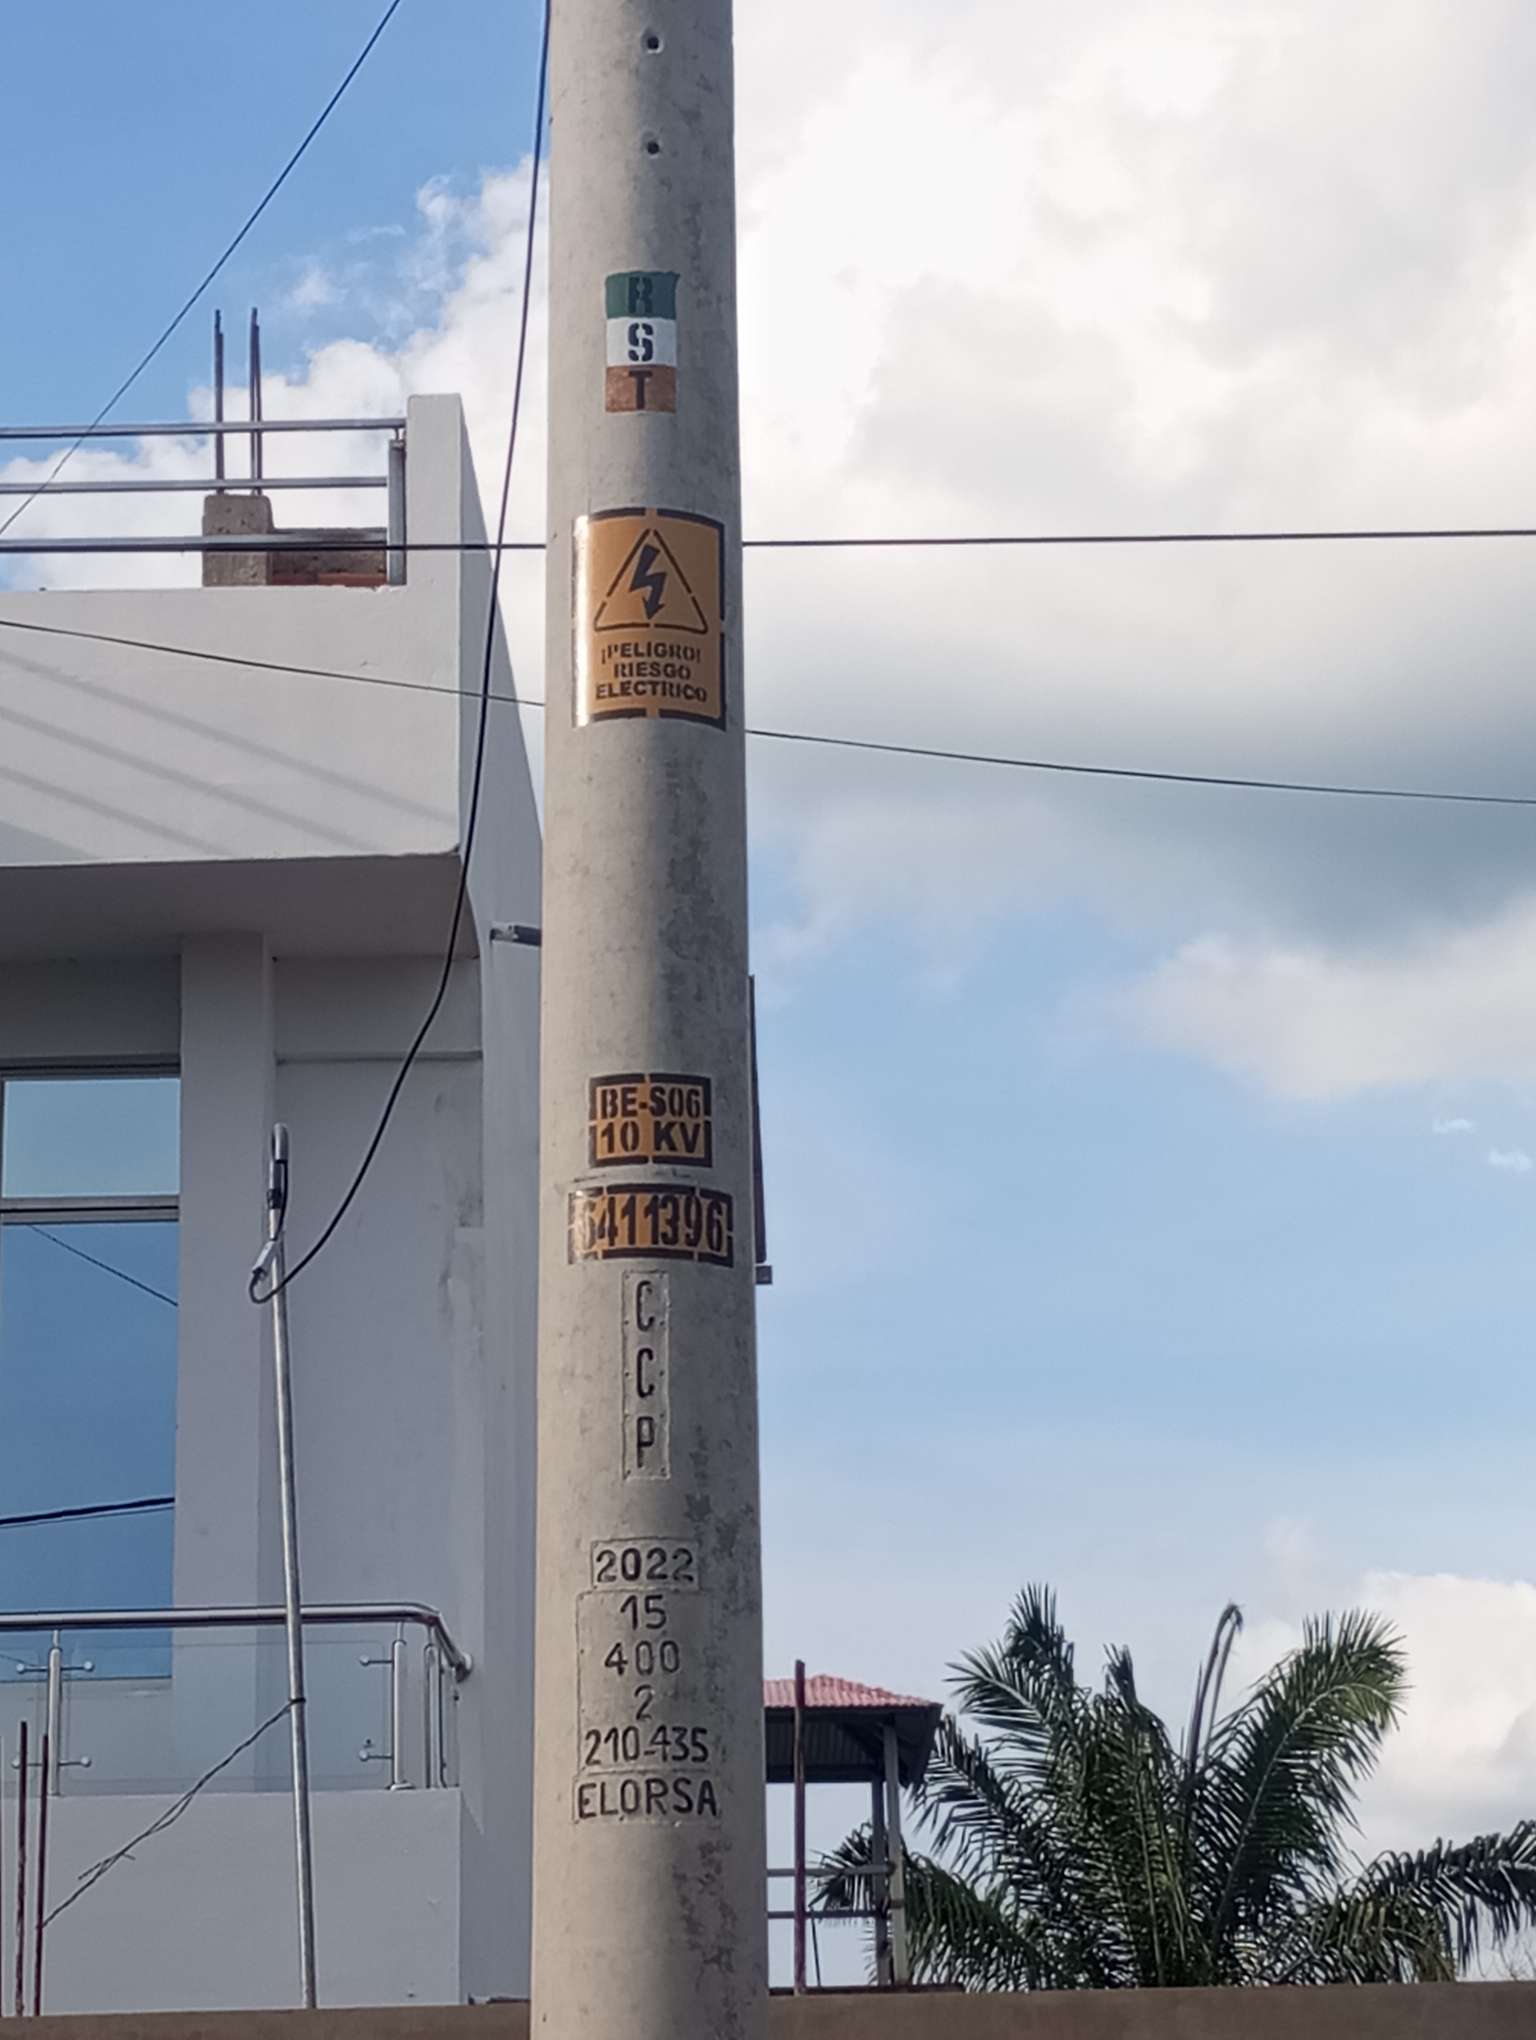 R
S
T
¡PELIGRO!
RIESGO
ELECTRICO
BE-S06
10 KV
6411396
C
C
P
2022
15
400
2
210-435
ELORSA